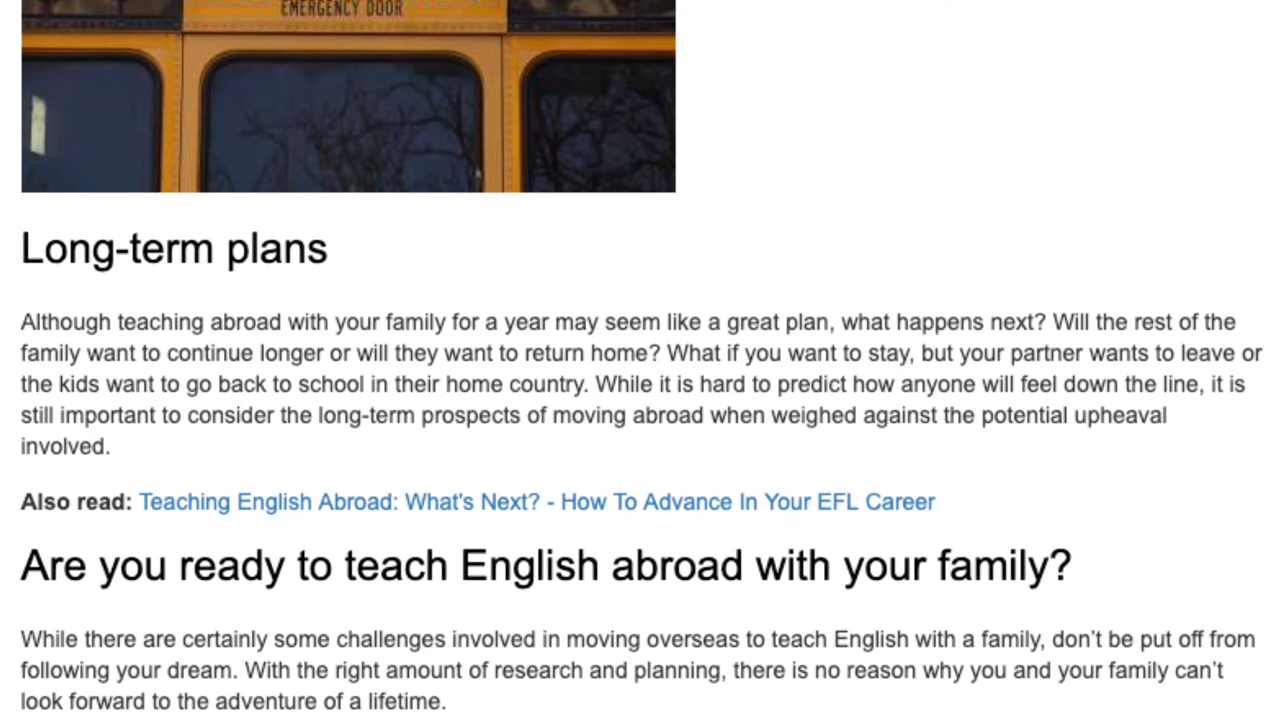 EMERGENCY DOOR
Long-term plans
Although teaching abroad with your family for a year may seem like a great plan, what happens next? Will the rest of the
family want to continue longer or will they want to return home? What if you want to stay, but your partner wants to leave or
the kids want to go back to school in their home country. While it is hard to predict how anyone will feel down the line, it is
still important to consider the long-term prospects of moving abroad when weighed against the potential upheaval
involved.
Also read: Teaching English Abroad: What's Next? - How To Advance In Your EFL Career
Are you ready to teach English abroad with your family?
While there are certainly some challenges involved in moving overseas to teach English with a family, don’t be put off from
following your dream. With the right amount of research and planning, there is no reason why you and your family can’t
look forward to the adventure of a lifetime.